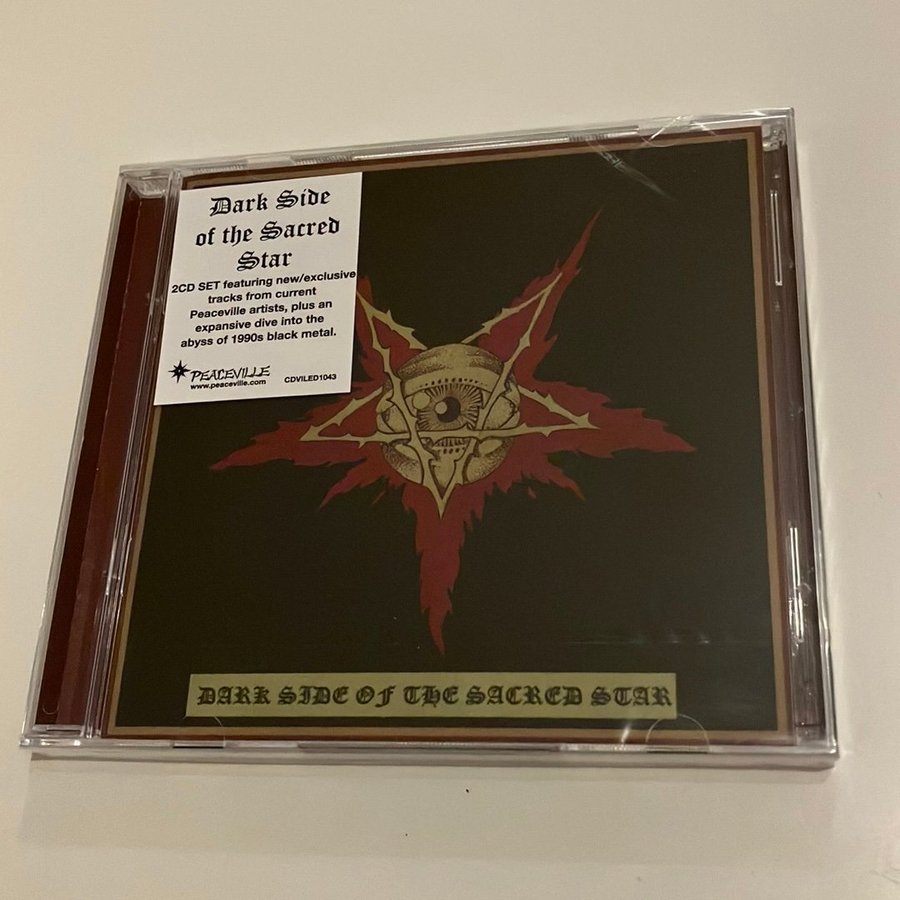 Dark Side
of the Sacred
Star
2CD SET featuring new/exclusive
tracks from current
Peaceville artists, plus an
expansive dive into the
abyss of 1990s black metal.
PEACEVILLE
www.peaceville.com
CDVILED1043
DARK SIDE OF THE SACRED STAR